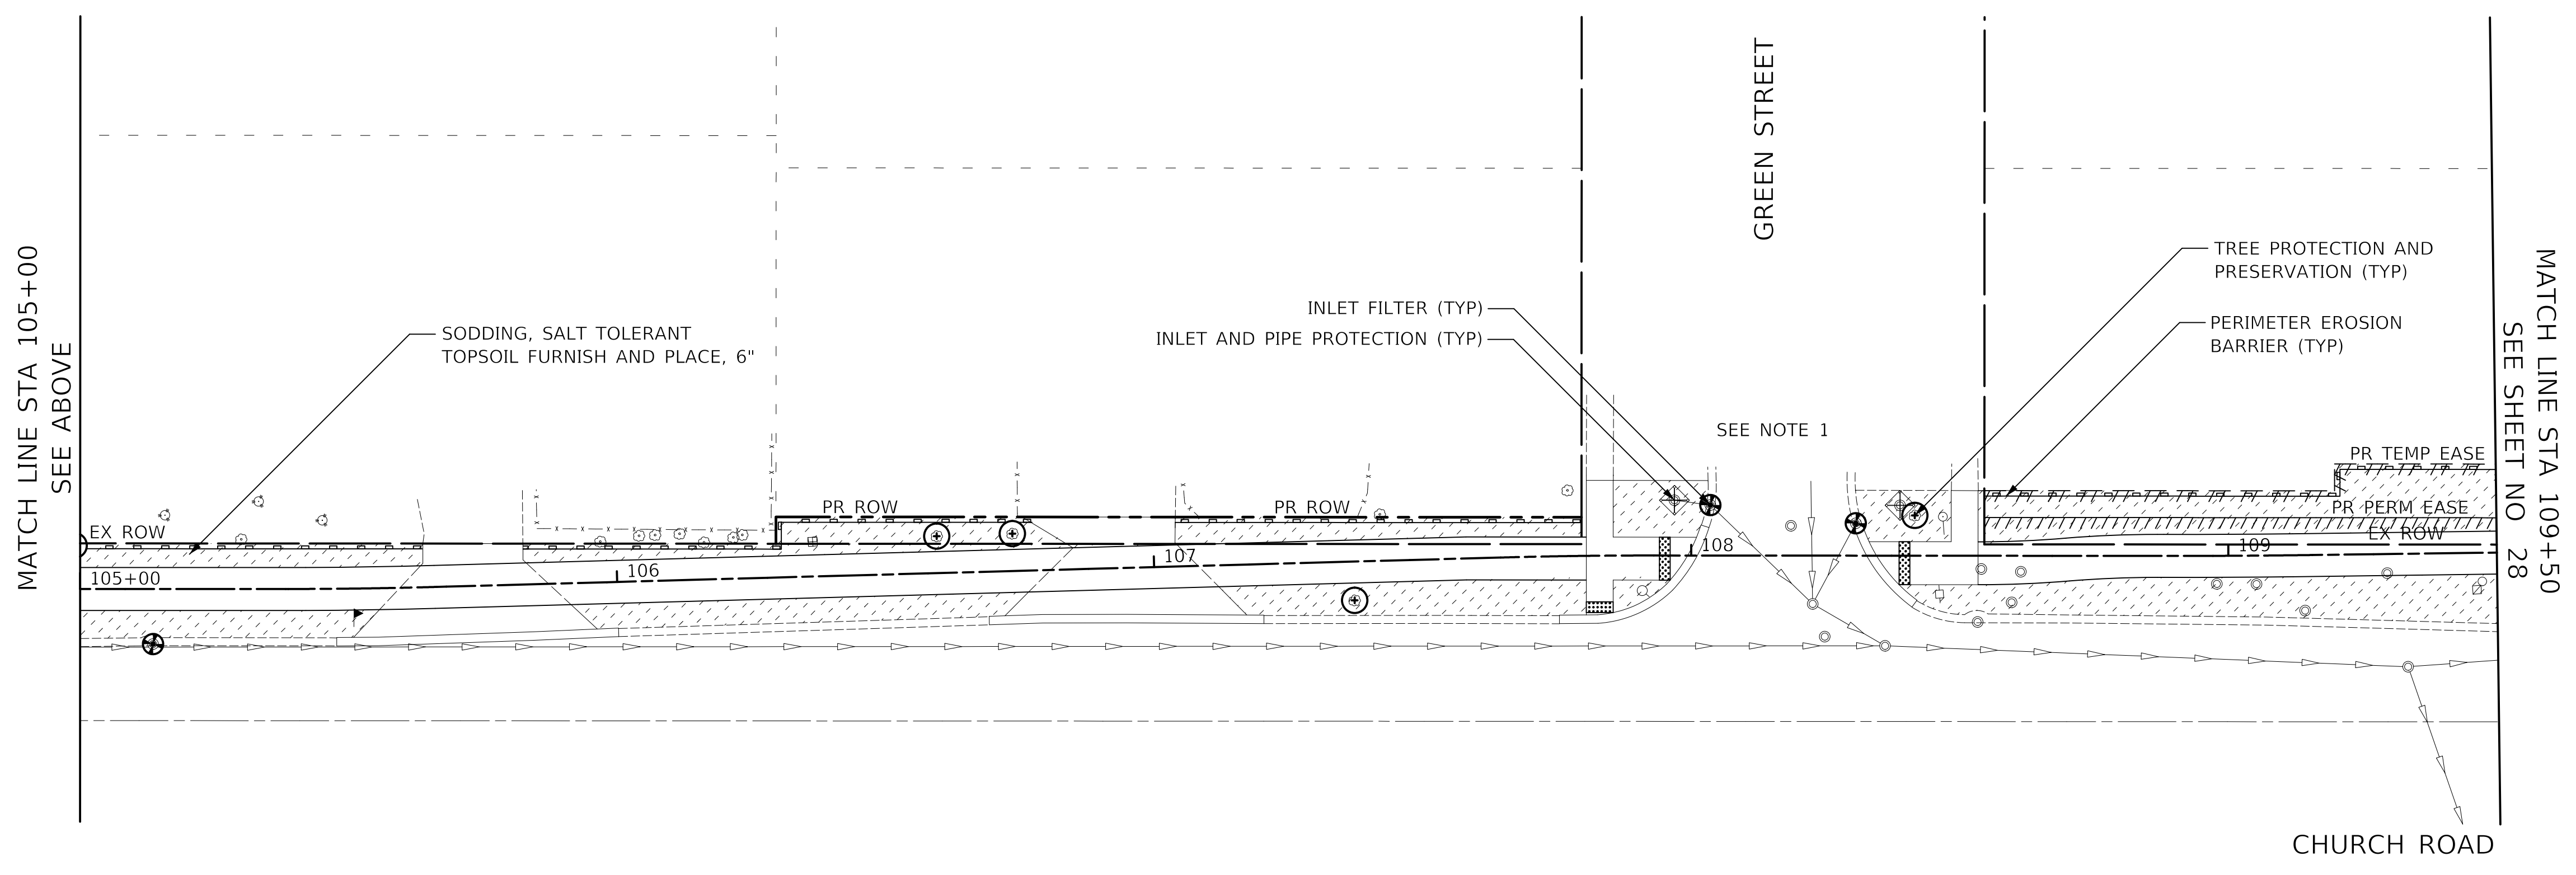 MATCH LINE STA 105+00
SEE ABOVE
SODDING, SALT TOLERANT
TOPSOIL FURNISH AND PLACE, 6"
EX ROW
105+00
106
PR ROW
107
PR ROW
INLET FILTER (TYP)
INLET AND PIPE PROTECTION (TYP)
GREEN STREET
SEE NOTE 1
108
TREE PROTECTION AND
PRESERVATION (TYP)
PERIMETER EROSION
BARRIER (TYP)
PR TEMP EASE
PR PERM EASE
EX ROW
109
MATCH LINE STA 109+50
SEE SHEET NO 28
CHURCH ROAD